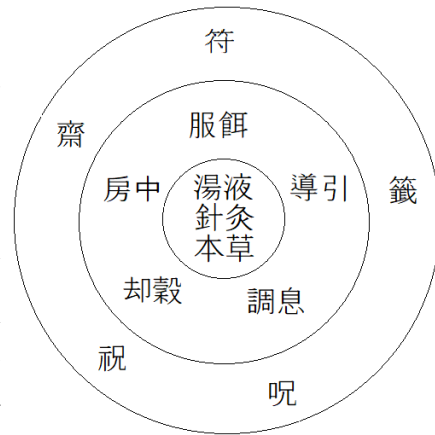 符
齋
服餌
籤
房中
湯液
針灸
本草
導引
却穀
調息
祝
呪